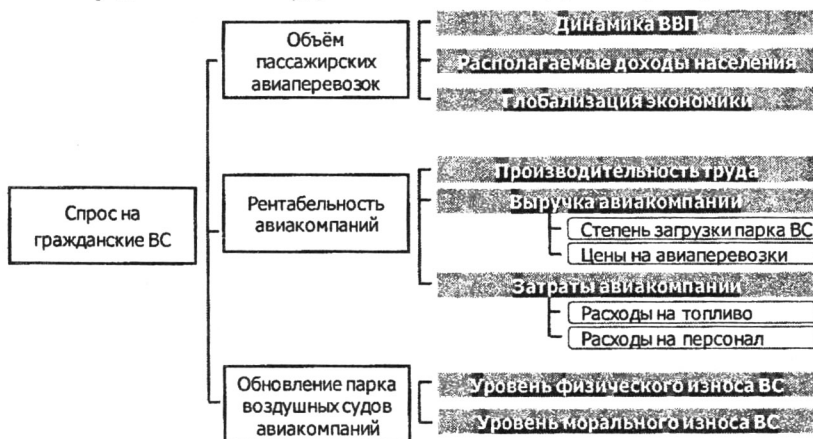 Объём
пассажирских
авиаперевозок
Динамика ВВП
Располагаемые доходы населения
Глобализация экономики
Спрос на
гражданские ВС
Рентабельность
авиакомпаний
Производительность труда
Выручка авиакомпании
Степень загрузки парка ВС
Цены на авиаперевозки
Затраты авиакомпании
Расходы на топливо
Расходы на персонал
Обновление парка
воздушных судов
авиакомпаний
Уровень физического износа ВС
Уровень морального износа ВС